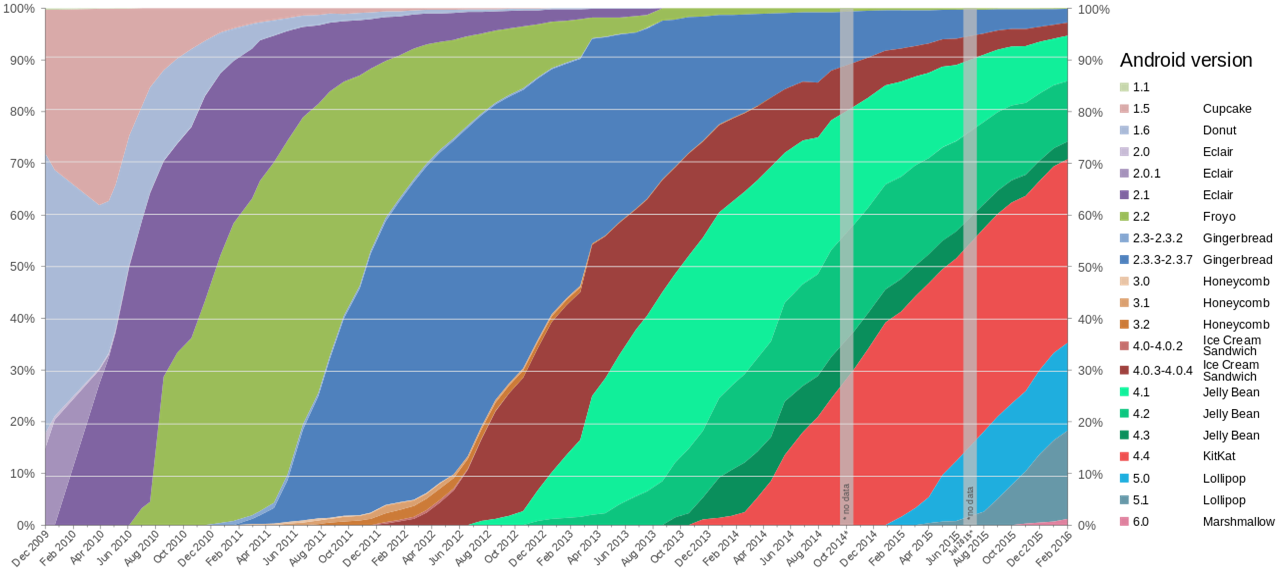 Android version
1.1
1.5 Cupcake
1.6 Donut
2.0 Eclair
2.0.1 Eclair
2.1 Eclair
2.2 Froyo
2.3-2.3.2 Gingerbread
2.3.3-2.3.7 Gingerbread
3.0 Honeycomb
3.1 Honeycomb
3.2 Honeycomb
4.0-4.0.2 Ice Cream
Sandwich
4.0.3-4.0.4 Ice Cream
Sandwich
4.1 Jelly Bean
4.2 Jelly Bean
4.3 Jelly Bean
4.4 KitKat
5.0 Lollipop
5.1 Lollipop
6.0 Marshmallow
100%
90%
80%
70%
60%
50%
40%
30%
20%
10%
0%
100%
90%
80%
70%
60%
50%
40%
30%
20%
10%
0%
* no data
* no data
Dec 2009
Feb 2010
Apr 2010
Jun 2010
Aug 2010
Oct 2010
Dec 2010
Feb 2011
Apr 2011
Jun 2011
Aug 2011
Oct 2011
Dec 2011
Feb 2012
Apr 2012
Jun 2012
Aug 2012
Oct 2012
Dec 2012
Feb 2013
Apr 2013
Jun 2013
Aug 2013
Oct 2013
Dec 2013
Feb 2014
Apr 2014
Jun 2014
Aug 2014
Oct 2014*
Dec 2014
Feb 2015
Apr 2015
Jun 2015
Aug 2015
Oct 2015
Dec 2015
Feb 2016